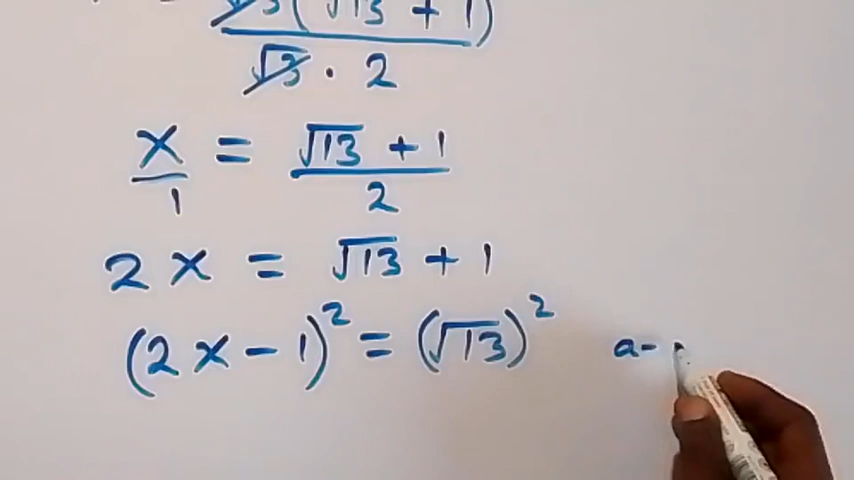 √3(√13 + 1)
√3 · 2
x/1 = (√13 + 1)/2
2x = √13 + 1
(2x - 1)² = (√13)²
a-